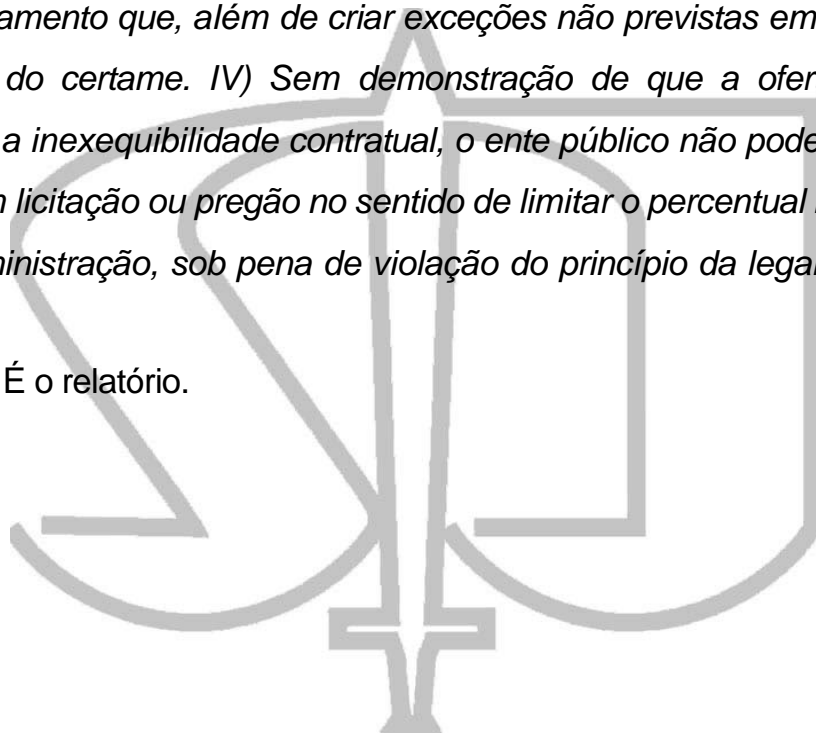 amento que, além de criar exceções não previstas em
do certame. IV) Sem demonstração de que a ofer
a inexequibilidade contratual, o ente público não pode
licitação ou pregão no sentido de limitar o percentual
ministração, sob pena de violação do princípio da legal
É o relatório.